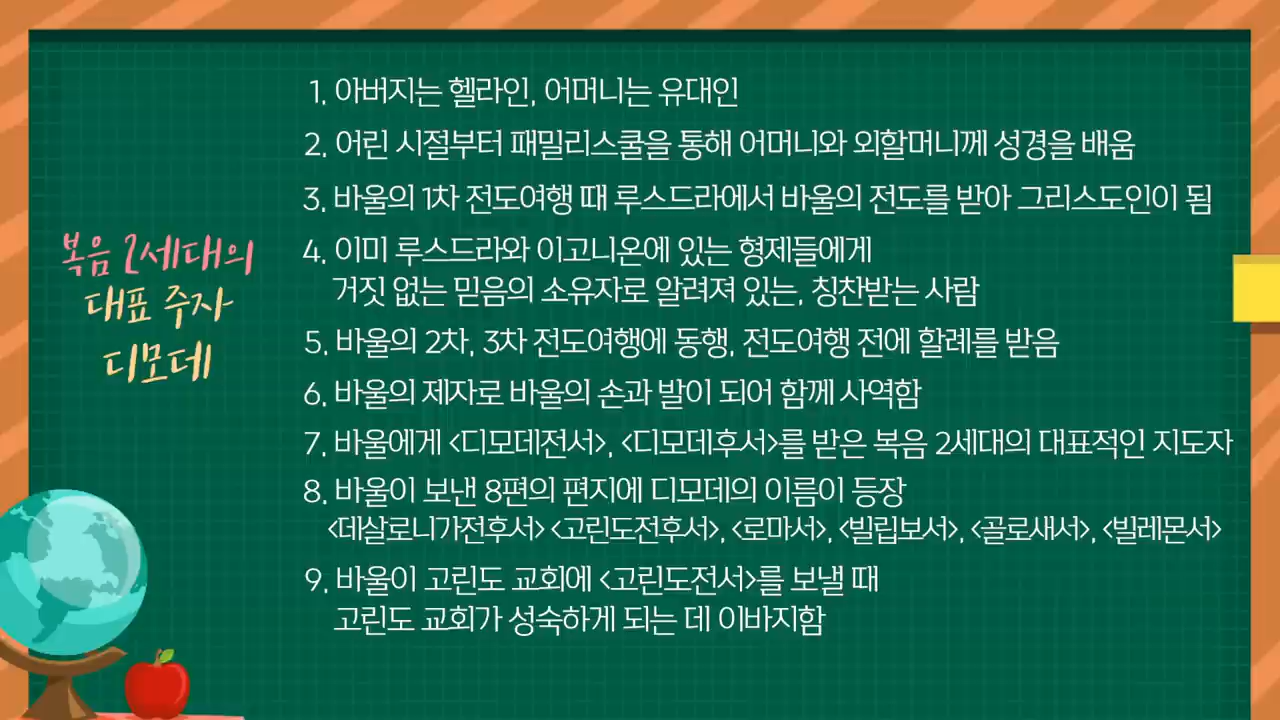 복음 2세대의
대표 주자
디모데
1. 아버지는 헬라인, 어머니는 유대인
2. 어린 시절부터 패밀리스쿨을 통해 어머니와 외할머니께 성경을 배움
3. 바울의 1차 전도여행 때 루스드라에서 바울의 전도를 받아 그리스도인이 됨
4. 이미 루스드라와 이고니온에 있는 형제들에게
거짓 없는 믿음의 소유자로 알려져 있는, 칭찬받는 사람
5. 바울의 2차, 3차 전도여행에 동행, 전도여행 전에 할례를 받음
6. 바울의 제자로 바울의 손과 발이 되어 함께 사역함
7. 바울에게 <디모데전서>, <디모데후서>를 받은 복음 2세대의 대표적인 지도자
8. 바울이 보낸 8편의 편지에 디모데의 이름이 등장
<데살로니가전후서> <고린도전후서>, <로마서>, <빌립보서>, <골로새서>, <빌레몬서>
9. 바울이 고린도 교회에 <고린도전서>를 보낼 때
고린도 교회가 성숙하게 되는 데 이바지함